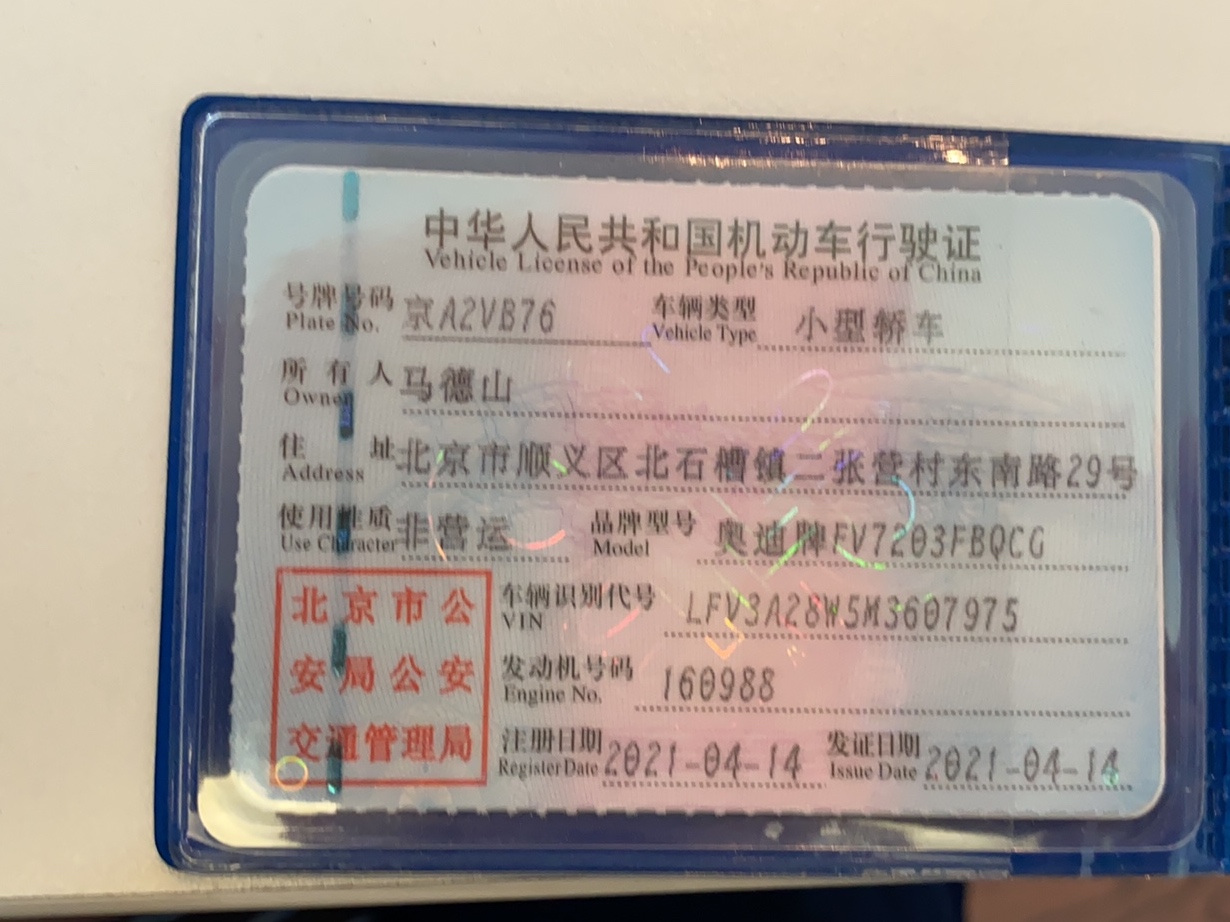 中华人民共和国机动车行驶证
Vehicle License of the People's Republic of China
号牌号码 京A2VB76 车辆类型 小型轿车
Plate No. Vehicle Type
所有人 马德山
Owner
住址 北京市顺义区北石槽镇二张营村东南路29号
Address
使用性质 非营运 品牌型号 奥迪牌FV7203FBQCG
Use Character Model
北京市公
安局公安
交通管理局
车辆识别代号 LFV3A28W5M3607975
VIN
发动机号码 160988
Engine No.
注册日期 2021-04-14 发证日期 2021-04-14
Register Date Issue Date